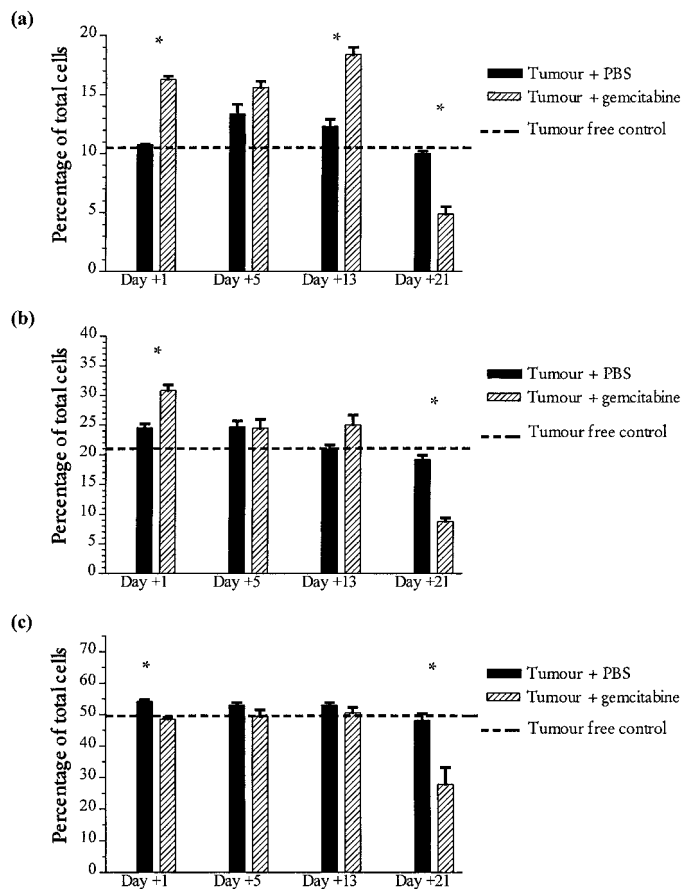 (a)
Percentage of total cells
20
15
10
5
0
*
*
*
Day +1
Day +5
Day +13
Day +21
Tumour + PBS
Tumour + gemcitabine
Tumour free control
(b)
Percentage of total cells
40
35
30
25
20
15
10
5
0
*
*
Day +1
Day +5
Day +13
Day +21
Tumour + PBS
Tumour + gemcitabine
Tumour free control
(c)
Percentage of total cells
70
60
50
40
30
20
10
0
*
*
Day +1
Day +5
Day +13
Day +21
Tumour + PBS
Tumour + gemcitabine
Tumour free control